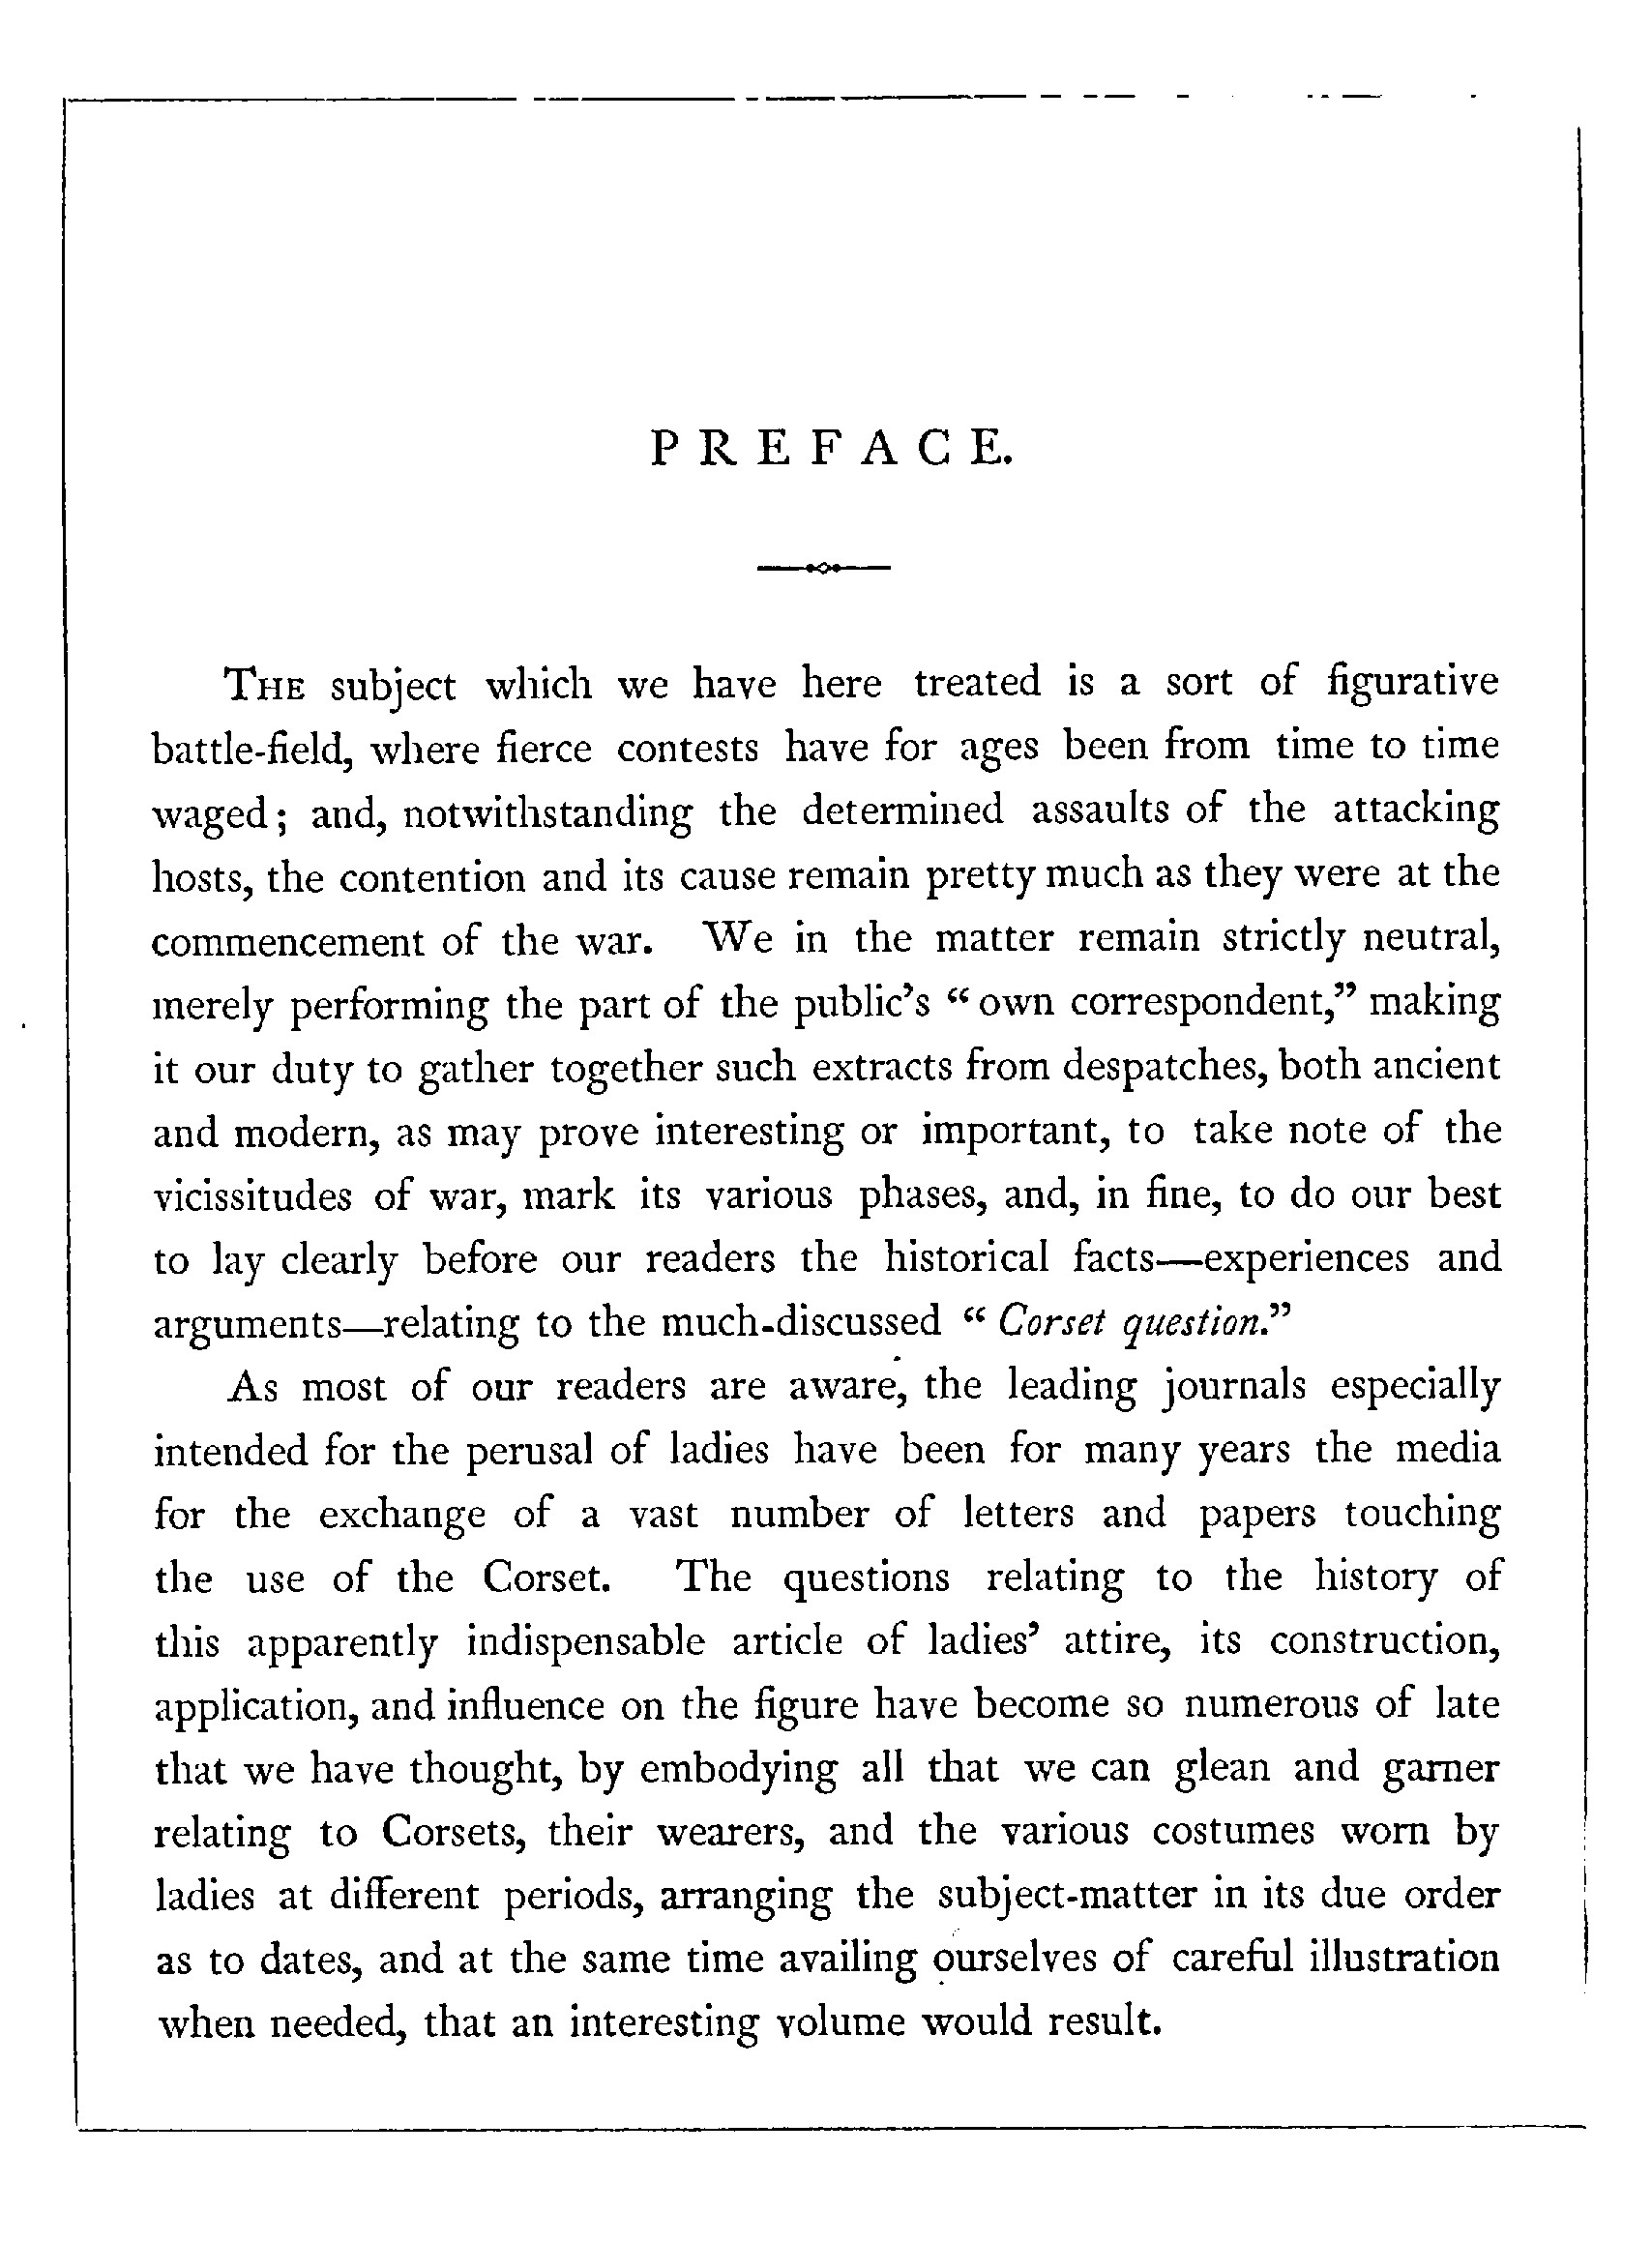 PREFACE.
THE subject which we have here treated is a sort of figurative
battle-field, where fierce contests have for ages been from time to time
waged; and, notwithstanding the determined assaults of the attacking
hosts, the contention and its cause remain pretty much as they were at the
commencement of the war. We in the matter remain strictly neutral,
merely performing the part of the public's “own correspondent,” making
it our duty to gather together such extracts from despatches, both ancient
and modern, as may prove interesting or important, to take note of the
vicissitudes of war, mark its various phases, and, in fine, to do our best
to lay clearly before our readers the historical facts—experiences and
arguments—relating to the much-discussed “Corset question.”
As most of our readers are aware, the leading journals especially
intended for the perusal of ladies have been for many years the media
for the exchange of a vast number of letters and papers touching
the use of the Corset. The questions relating to the history of
this apparently indispensable article of ladies' attire, its construction,
application, and influence on the figure have become so numerous of late
that we have thought, by embodying all that we can glean and garner
relating to Corsets, their wearers, and the various costumes worn by
ladies at different periods, arranging the subject-matter in its due order
as to dates, and at the same time availing ourselves of careful illustration
when needed, that an interesting volume would result.